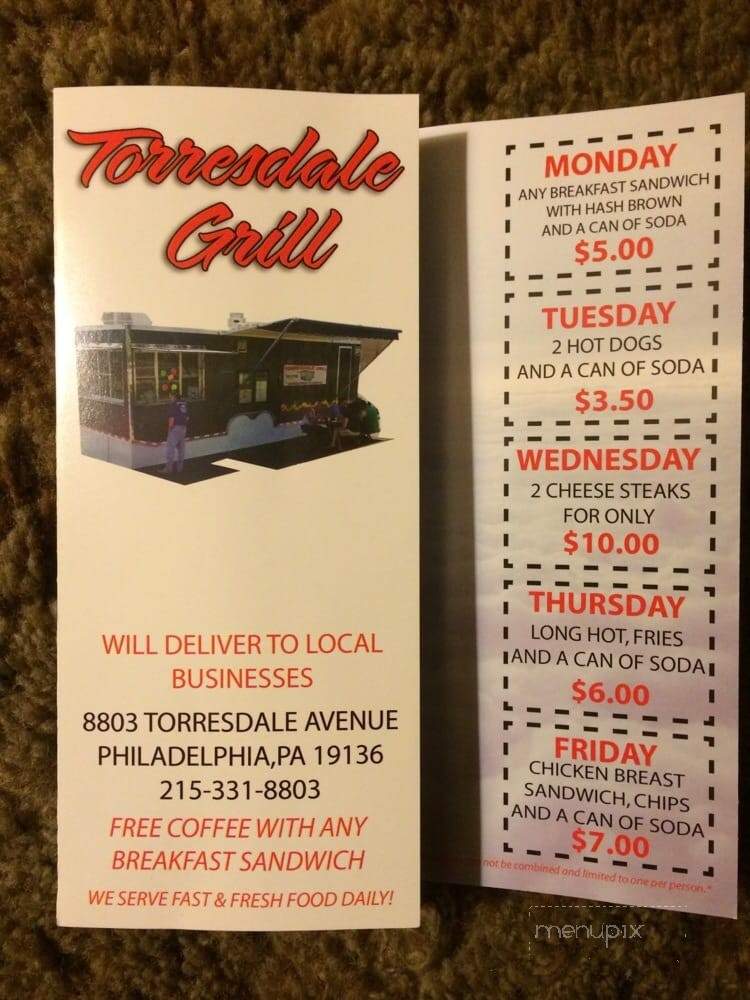 Torresdale
Grill
WILL DELIVER TO LOCAL
BUSINESSES
8803 TORRESDALE AVENUE
PHILADELPHIA,PA 19136
215-331-8803
FREE COFFEE WITH ANY
BREAKFAST SANDWICH
WE SERVE FAST & FRESH FOOD DAILY!
MONDAY
ANY BREAKFAST SANDWICH
WITH HASH BROWN
AND A CAN OF SODA
$5.00
TUESDAY
2 HOT DOGS
AND A CAN OF SODA
$3.50
WEDNESDAY
2 CHEESE STEAKS
FOR ONLY
$10.00
THURSDAY
LONG HOT, FRIES
AND A CAN OF SODA
$6.00
FRIDAY
CHICKEN BREAST
SANDWICH, CHIPS
AND A CAN OF SODA
$7.00
not be combined and limited to one per person.*
menupix